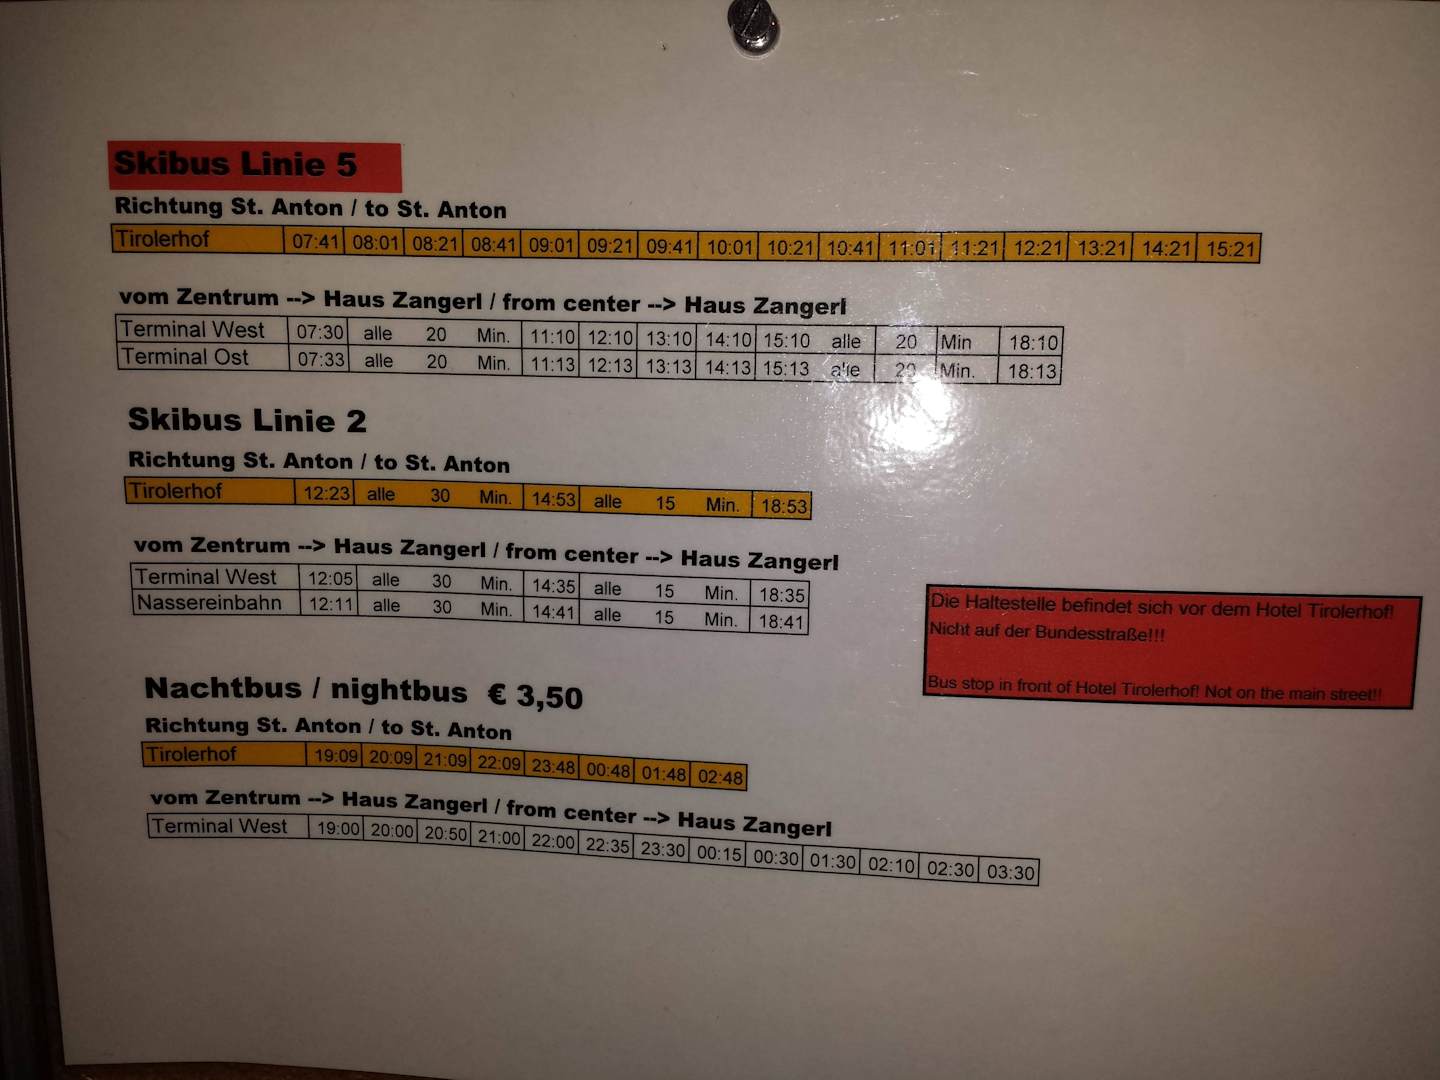 Skibus Linie 5
Richtung St. Anton / to St. Anton
Tirolerhof 07:41 08:01 08:21 08:41 09:01 09:21 09:41 10:01 10:21 10:41 11:01 11:21 12:21 13:21 14:21 15:21
vom Zentrum --> Haus Zangerl / from center --> Haus Zangerl
Terminal West 07:30 alle 20 Min. 11:10 12:10 13:10 14:10 15:10 alle 20 Min 18:10
Terminal Ost 07:33 alle 20 Min. 11:13 12:13 13:13 14:13 15:13 alle 20 Min. 18:13
Skibus Linie 2
Richtung St. Anton / to St. Anton
Tirolerhof 12:23 alle 30 Min. 14:53 alle 15 Min. 18:53
vom Zentrum --> Haus Zangerl / from center --> Haus Zangerl
Terminal West 12:05 alle 30 Min. 14:35 alle 15 Min. 18:35
Nassereinbahn 12:11 alle 30 Min. 14:41 alle 15 Min. 18:41
Die Haltestelle befindet sich vor dem Hotel Tirolerhof!
Nicht auf der Bundesstraße!!!
Bus stop in front of Hotel Tirolerhof! Not on the main street!!
Nachtbus / nightbus € 3,50
Richtung St. Anton / to St. Anton
Tirolerhof 19:09 20:09 21:09 22:09 23:48 00:48 01:48 02:48
vom Zentrum --> Haus Zangerl / from center --> Haus Zangerl
Terminal West 19:00 20:00 20:50 21:00 22:00 22:35 23:30 00:15 00:30 01:30 02:10 02:30 03:30